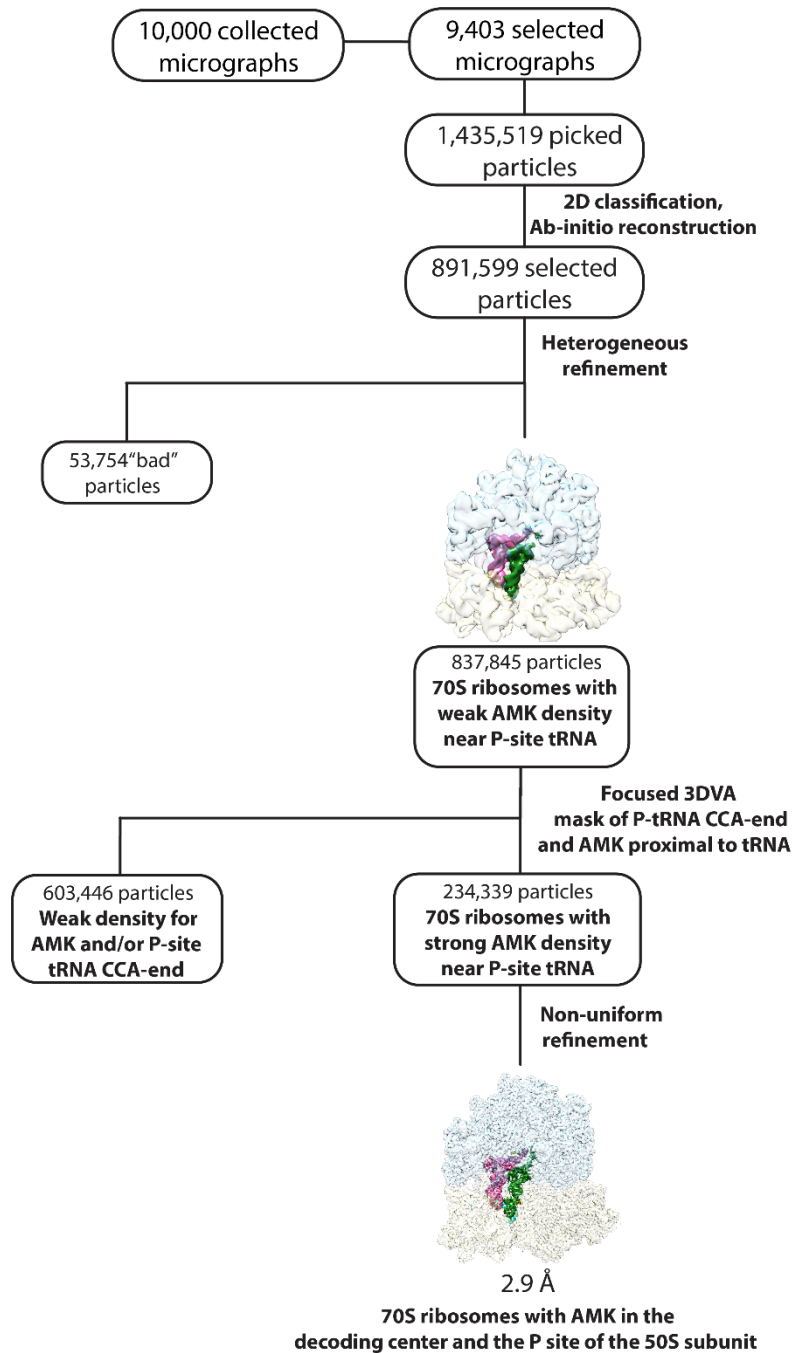 10,000 collected
micrographs
9,403 selected
micrographs
1,435,519 picked
particles
2D classification,
Ab-initio reconstruction
891,599 selected
particles
Heterogeneous
refinement
53,754“bad”
particles
837,845 particles
70S ribosomes with
weak AMK density
near P-site tRNA
Focused 3DVA
mask of P-tRNA CCA-end
and AMK proximal to tRNA
603,446 particles
Weak density for
AMK and/or P-site
tRNA CCA-end
234,339 particles
70S ribosomes with
strong AMK density
near P-site tRNA
Non-uniform
refinement
2.9 Å
70S ribosomes with AMK in the
decoding center and the P site of the 50S subunit